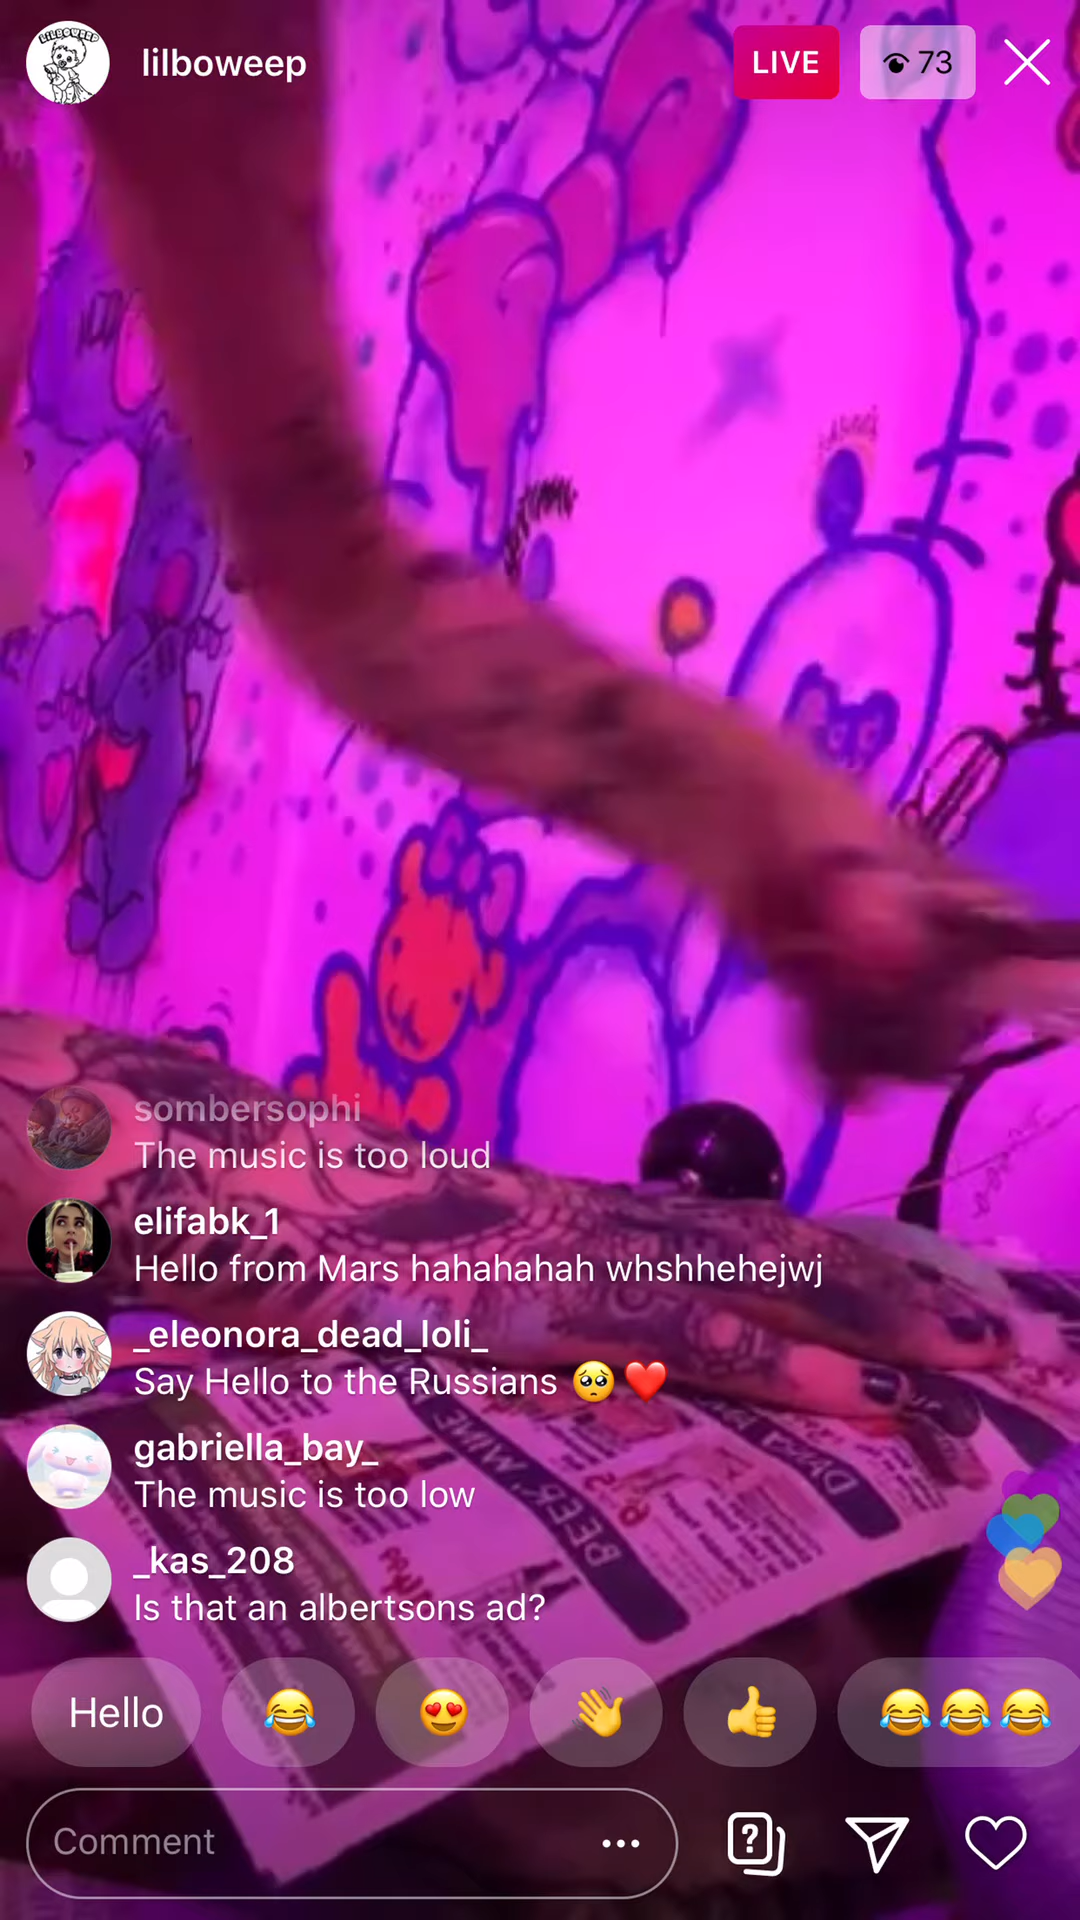 LILBOWEEP
lilboweep
LIVE
73
sombersophi
The music is too loud
elifabk_1
Hello from Mars hahahahah whshhehejwj
_eleonora_dead_loli_
Say Hello to the Russians 🥺❤️
gabriella_bay_
The music is too low
_kas_208
Is that an albertsons ad?
BEER, WINE
Hello 😂 😍 👋 👍 😂😂😂
Comment